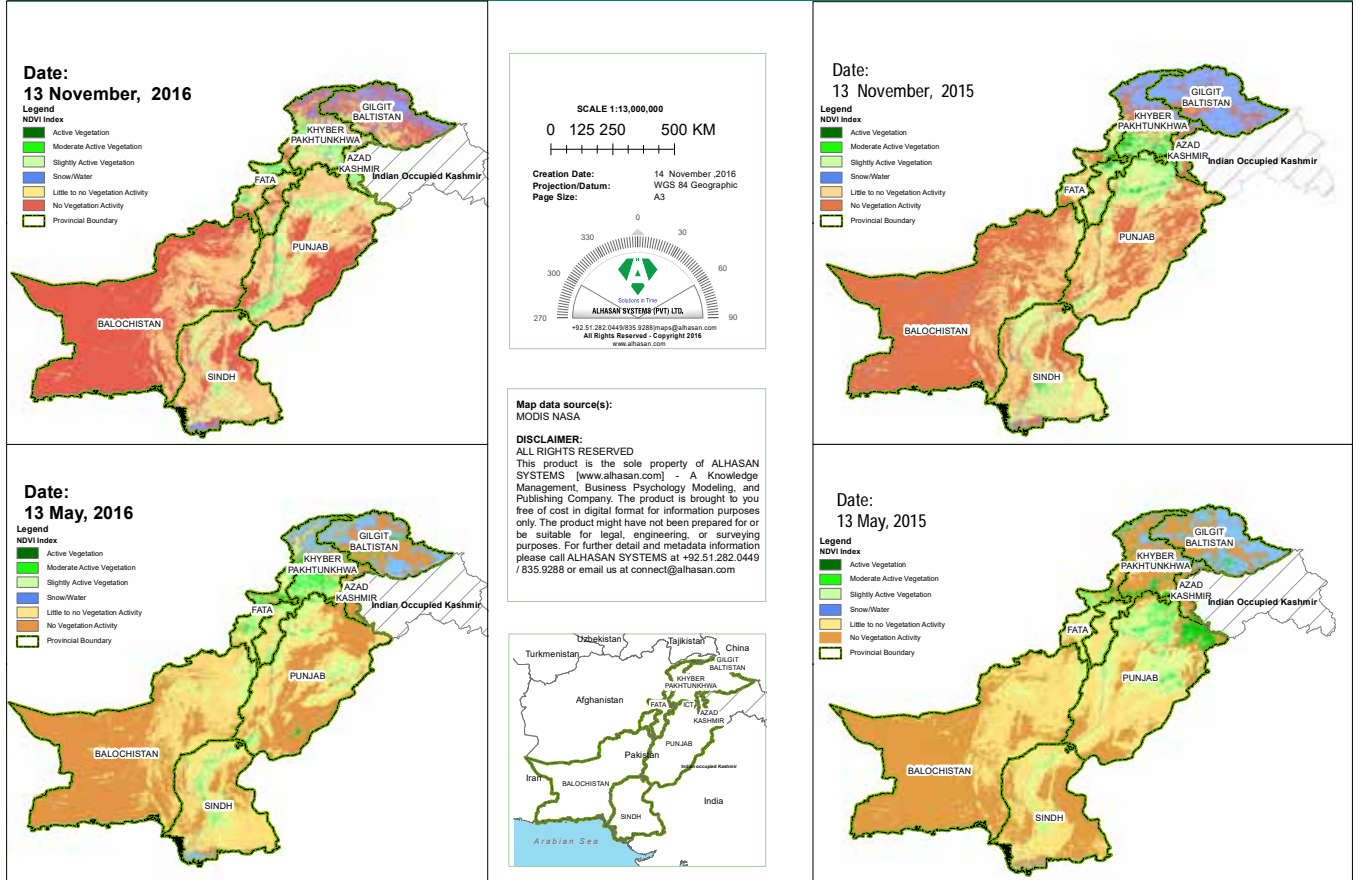 Date:
13 November, 2016
Legend
NDVI Index
Active Vegetation
Moderate Active Vegetation
Slightly Active Vegetation
Snow/Water
Little to no Vegetation Activity
No Vegetation Activity
Provincial Boundary
GILGIT
BALTISTAN
KHYBER
PAKHTUNKHWA
AZAD
KASHMIR
Indian Occupied Kashmir
FATA
PUNJAB
BALOCHISTAN
SINDH
SCALE 1:13,000,000
0 125 250 500 KM
Creation Date: 14 November ,2016
Projection/Datum: WGS 84 Geographic
Page Size: A3
0
330 30
300 60
270 90
Solutions in Time
ALHASAN SYSTEMS (PVT) LTD.
+92.51.282.0449/835.9288|maps@alhasan.com
All Rights Reserved - Copyright 2016
www.alhasan.com
Date:
13 November, 2015
Legend
NDVI Index
Active Vegetation
Moderate Active Vegetation
Slightly Active Vegetation
Snow/Water
Little to no Vegetation Activity
No Vegetation Activity
Provincial Boundary
GILGIT
BALTISTAN
KHYBER
PAKHTUNKHWA
AZAD
KASHMIR
Indian Occupied Kashmir
FATA
PUNJAB
BALOCHISTAN
SINDH
Date:
13 May, 2016
Legend
NDVI Index
Active Vegetation
Moderate Active Vegetation
Slightly Active Vegetation
Snow/Water
Little to no Vegetation Activity
No Vegetation Activity
Provincial Boundary
GILGIT
BALTISTAN
KHYBER
PAKHTUNKHWA
AZAD
KASHMIR
Indian Occupied Kashmir
FATA
PUNJAB
BALOCHISTAN
SINDH
Map data source(s):
MODIS NASA
DISCLAIMER:
ALL RIGHTS RESERVED
This product is the sole property of ALHASAN
SYSTEMS [www.alhasan.com] - A Knowledge
Management, Business Psychology Modeling, and
Publishing Company. The product is brought to you
free of cost in digital format for information purposes
only. The product might have not been prepared for or
be suitable for legal, engineering, or surveying
purposes. For further detail and metadata information
please call ALHASAN SYSTEMS at +92.51.282.0449
/ 835.9288 or email us at connect@alhasan.com
Uzbekistan
Tajikistan
Turkmenistan
China
GILGIT
BALTISTAN
KHYBER
PAKHTUNKHWA
Afghanistan
FATA
ICT
AZAD
KASHMIR
PUNJAB
Pakistan
Indian occupied Kashmir
Iran
BALOCHISTAN
India
SINDH
Arabian Sea
Date:
13 May, 2015
Legend
NDVI Index
Active Vegetation
Moderate Active Vegetation
Slightly Active Vegetation
Snow/Water
Little to no Vegetation Activity
No Vegetation Activity
Provincial Boundary
GILGIT
BALTISTAN
KHYBER
PAKHTUNKHWA
AZAD
KASHMIR
Indian Occupied Kashmir
FATA
PUNJAB
BALOCHISTAN
SINDH